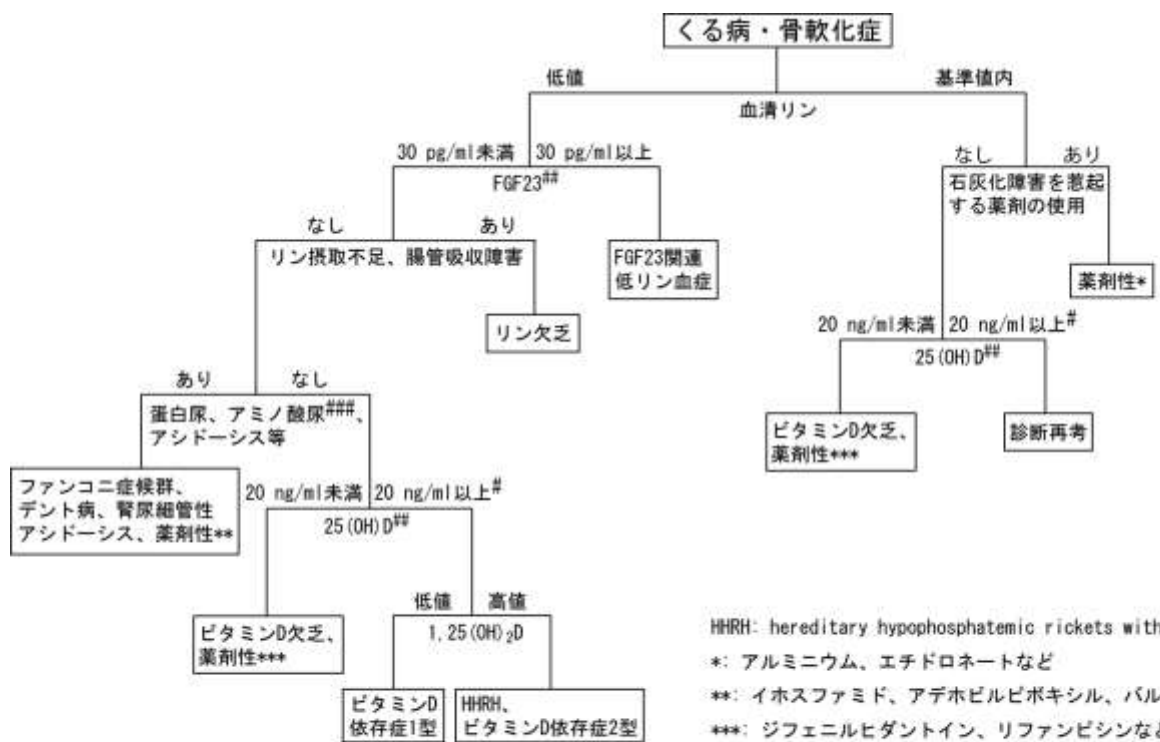 くる病・骨軟化症
低値
基準値内
血清リン
30 pg/ml未満
30 pg/ml以上
FGF23##
なし
あり
石灰化障害を惹起
する薬剤の使用
なし
あり
リン摂取不足、腸管吸収障害
FGF23関連
低リン血症
薬剤性*
リン欠乏
20 ng/ml未満
20 ng/ml以上#
25(OH)D##
あり
なし
蛋白尿、アミノ酸尿###、
アシドーシス等
ビタミンD欠乏、
薬剤性***
診断再考
ファンコニ症候群、
デント病、腎尿細管性
アシドーシス、薬剤性**
20 ng/ml未満
20 ng/ml以上#
25(OH)D##
低値
高値
1,25(OH)2D
ビタミンD欠乏、
薬剤性***
ビタミンD
依存症1型
HHRH、
ビタミンD依存症2型
HHRH: hereditary hypophosphatemic rickets with
*: アルミニウム、エチドロネートなど
**: イホスファミド、アデホビルピボキシル、バル
***: ジフェニルヒダントイン、リファンピシンな